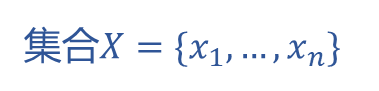 集合X = {x₁, …, xₙ}